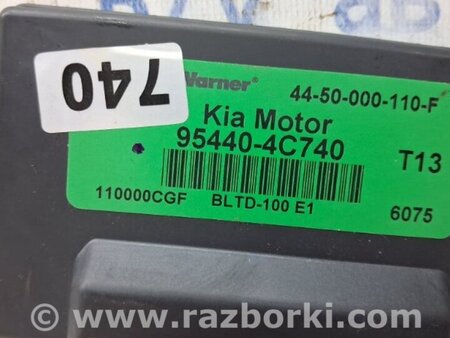 740
Warner®
44-50-000-110-F
Kia Motor
95440-4C740
T13
110000CGF
BLTD-100 E1
6075
© www.razborki.com